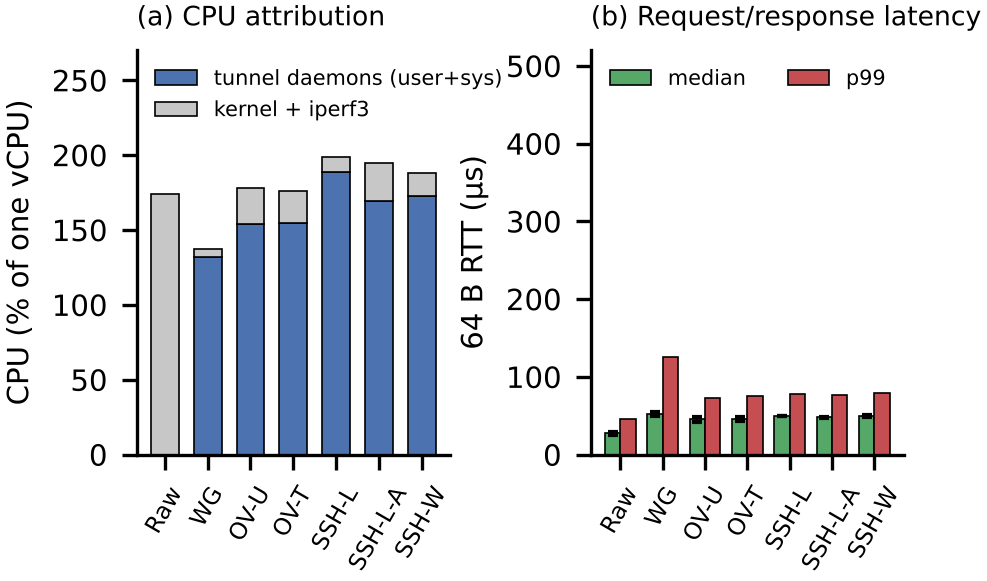 (a) CPU attribution
CPU (% of one vCPU)
250
200
150
100
50
0
tunnel daemons (user+sys)
kernel + iperf3
Raw
WG
OV-U
OV-T
SSH-L
SSH-L-A
SSH-W
(b) Request/response latency
64 B RTT (µs)
500
400
300
200
100
0
median
p99
Raw
WG
OV-U
OV-T
SSH-L
SSH-L-A
SSH-W